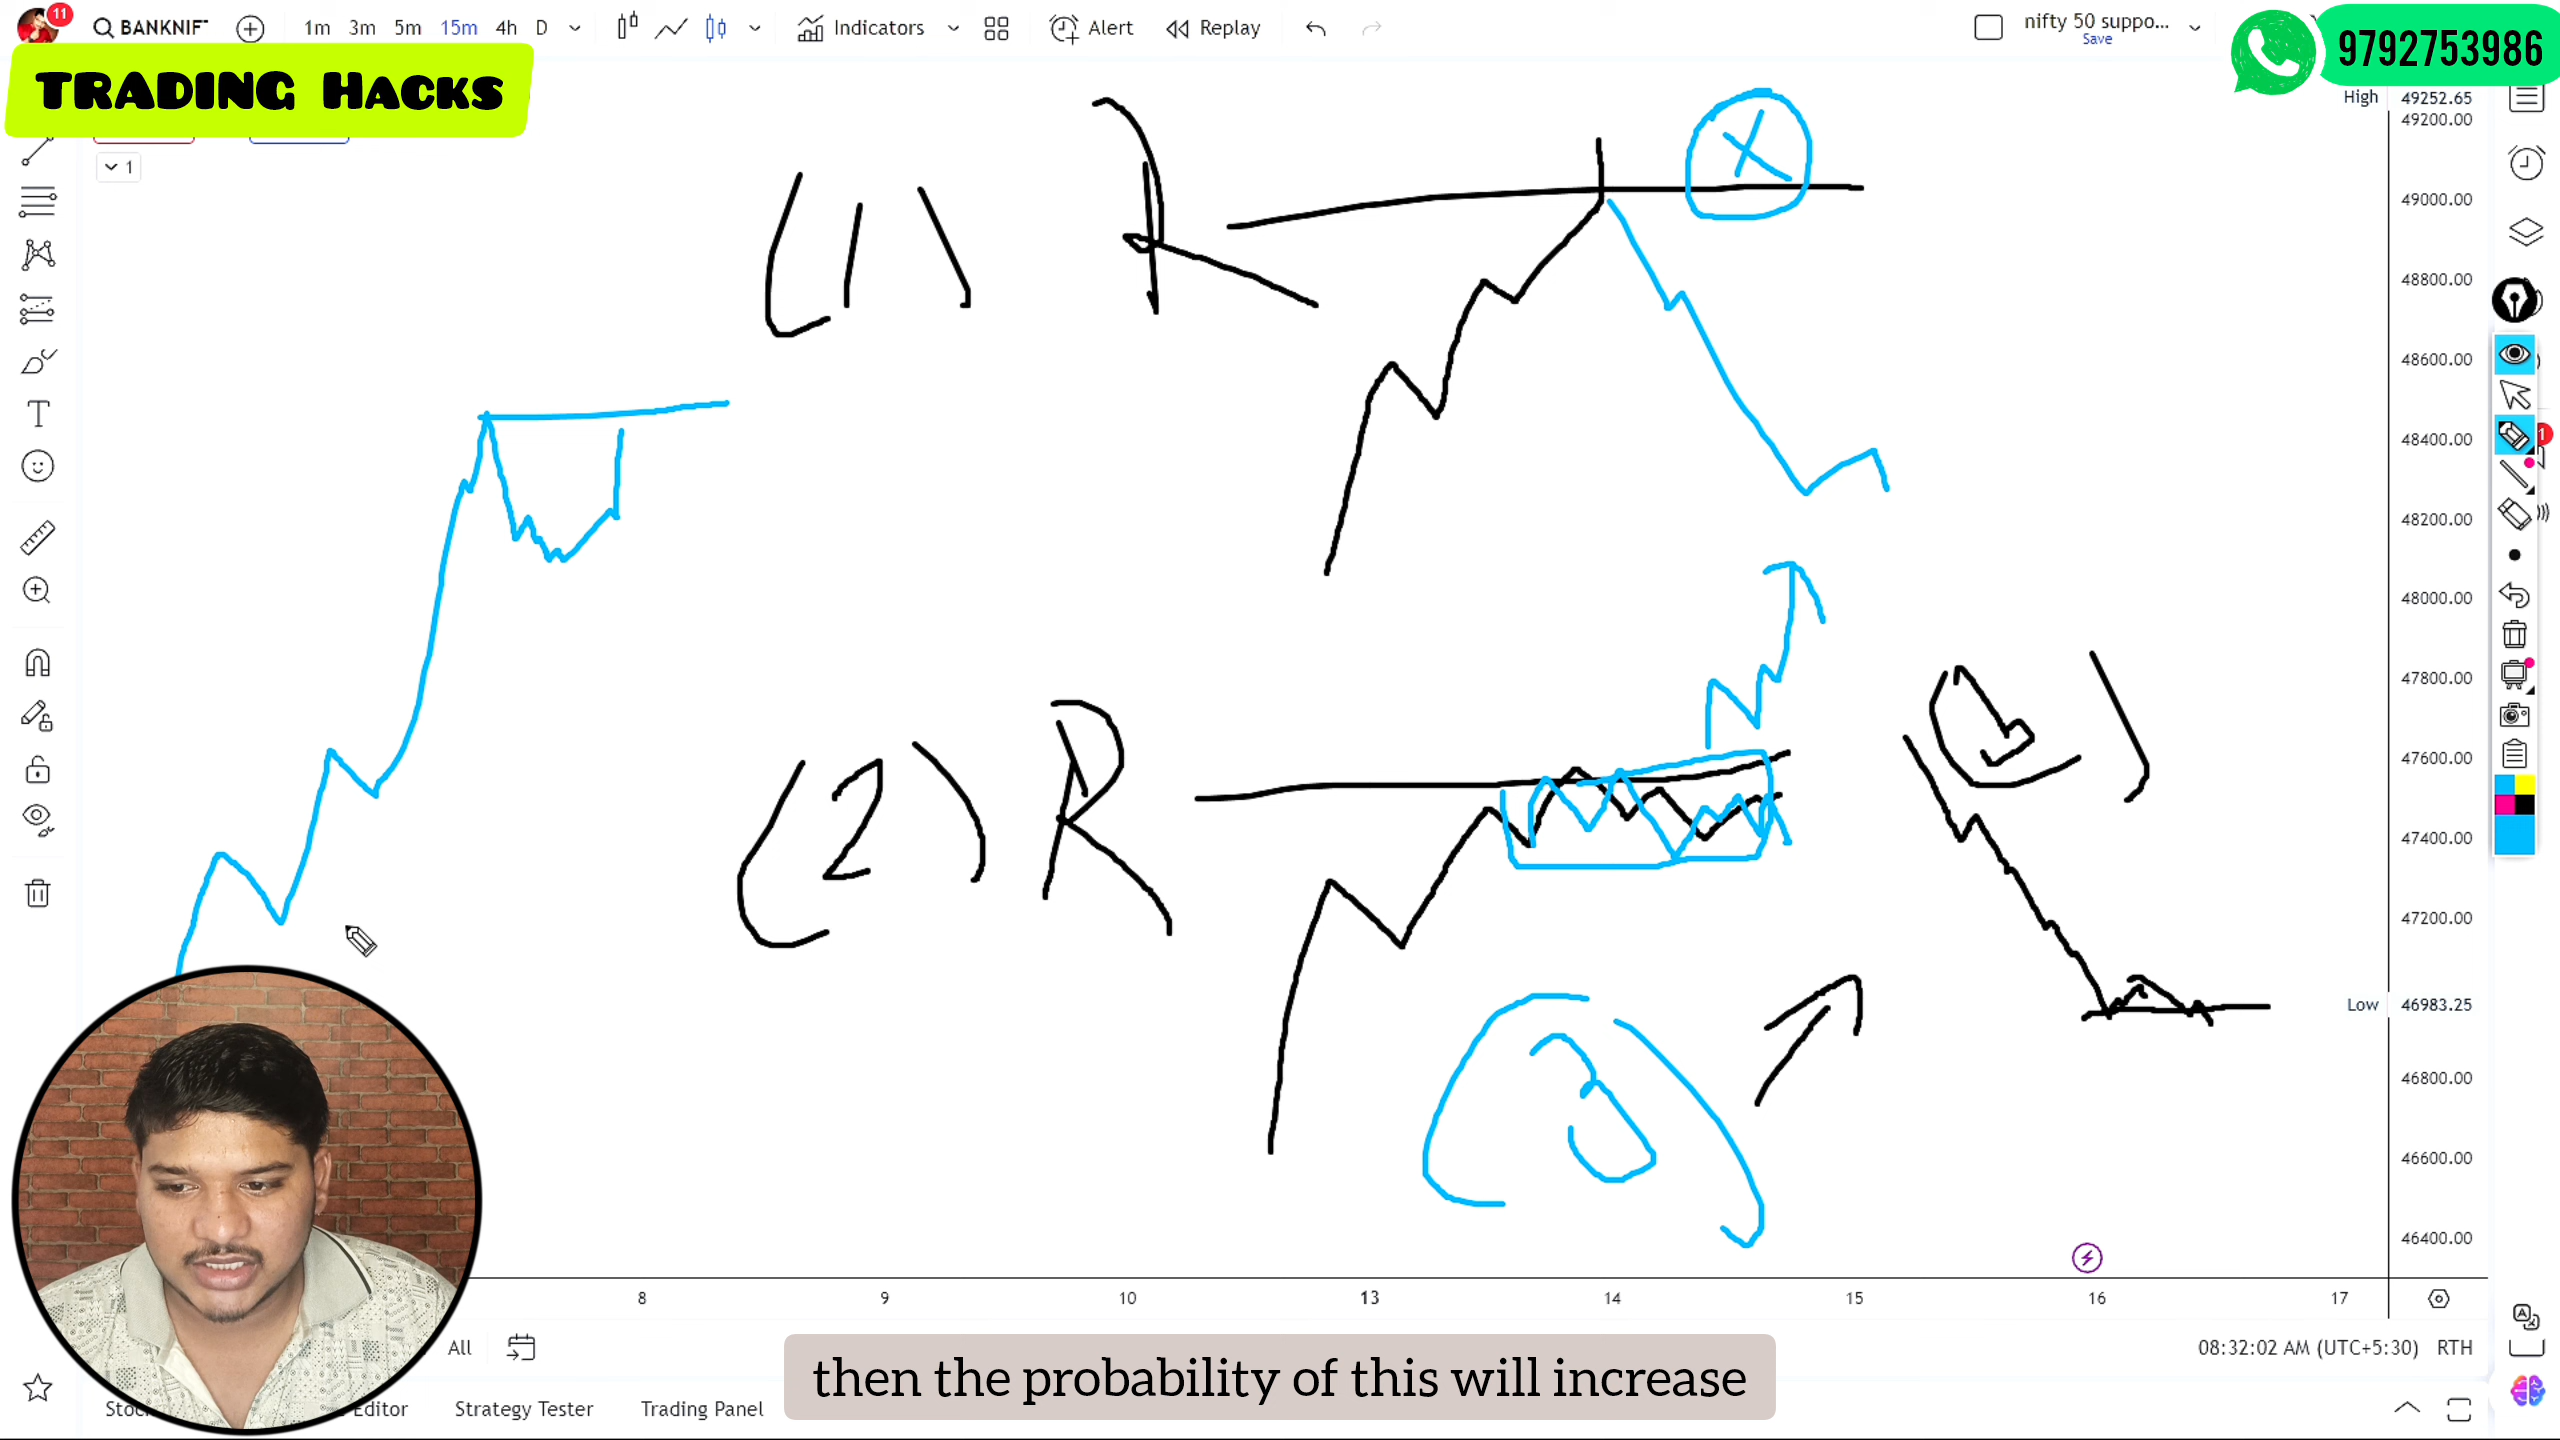 11
BANKNIF
1m 3m 5m 15m 4h D
Indicators
Alert
Replay
nifty 50 suppo...
Save
9792753986
TRADING HACKS
1
High 49252.65
49200.00
49000.00
48800.00
48600.00
48400.00
48200.00
48000.00
47800.00
47600.00
47400.00
47200.00
Low 46983.25
46800.00
46600.00
46400.00
(1) R
(2) R
1
8 9 10 13 14 15 16 17
All
08:32:02 AM (UTC+5:30) RTH
then the probability of this will increase
Editor Strategy Tester Trading Panel